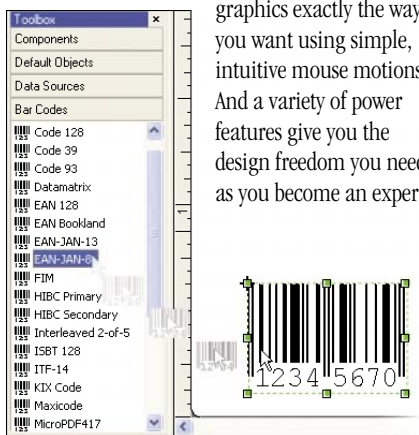 Toolbox x
Components
Default Objects
Data Sources
Bar Codes
Code 128
Code 39
Code 93
Datamatrix
EAN 128
EAN Bookland
EAN-JAN-13
EAN-JAN-8
FIM
HIBC Primary
HIBC Secondary
Interleaved 2-of-5
ISBT 128
ITF-14
KIX Code
Maxicode
MicroPDF417
graphics exactly the way
you want using simple,
intuitive mouse motions
And a variety of power
features give you the
design freedom you need
as you become an exper
1234 5670